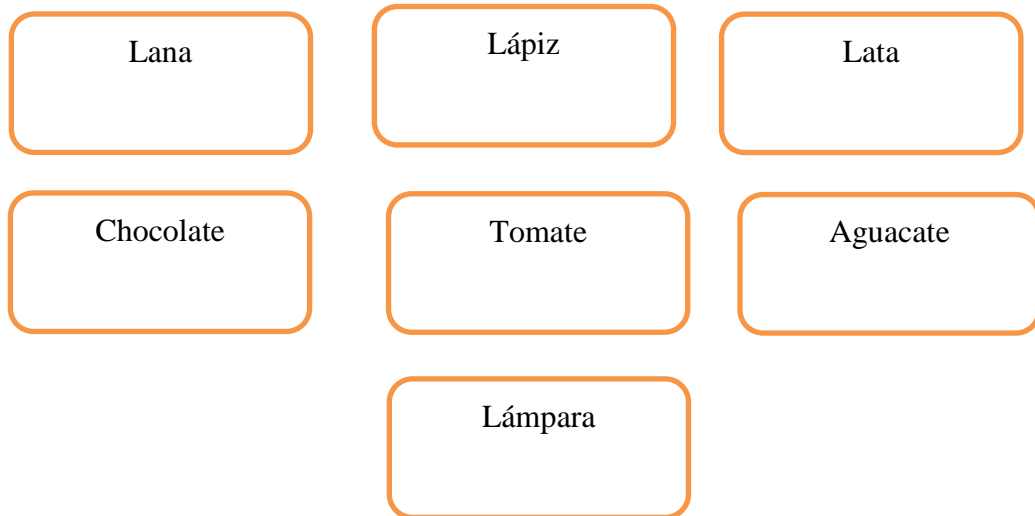 Lana
Lápiz
Lata
Chocolate
Tomate
Aguacate
Lámpara